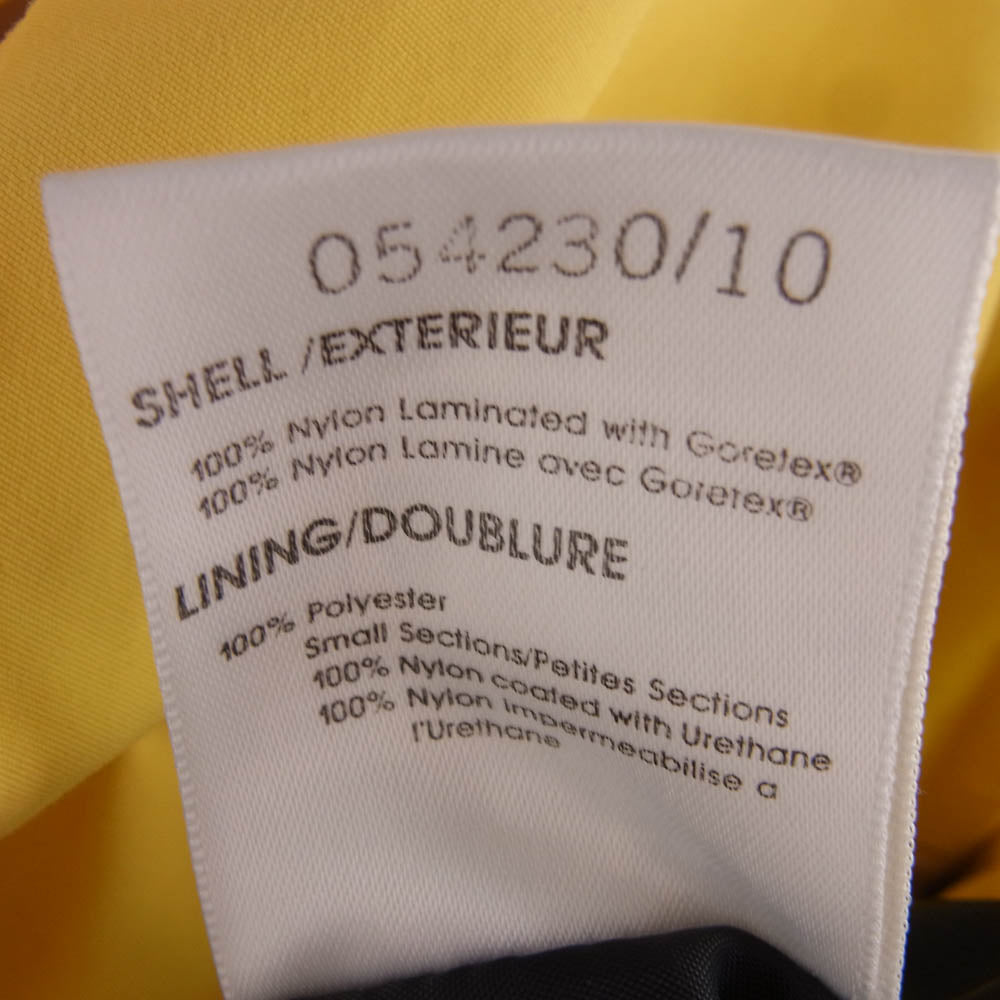 054230/10
SHELL /EXTERIEUR
100% Nylon Laminated with Goretex®
100% Nylon Lamine avec Goretex®
LINING/DOUBLURE
100% Polyester
Small Sections/Petites Sections
100% Nylon coated with Urethane
100% Nylon impermeabilise a
l'Urethane